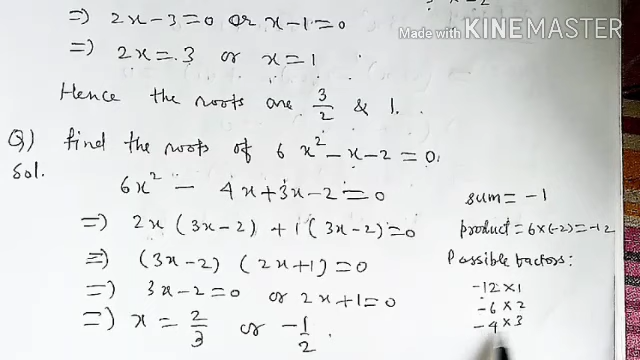 ⇒) 2x-3=0 or x-1=0
Made with KINEMASTER
⇒) 2x=3 or x=1
Hence the roots are 3/2 & 1.
Q) find the roots of 6x²-x-2=0.
Sol.
6x² - 4x+3x-2=0
⇒) 2x(3x-2) +1(3x-2)=0
⇒) (3x-2) (2x+1)=0
⇒) 3x-2=0 or 2x+1=0
⇒) x = 2/3 or -1/2.
sum = -1
product=6×(-2)=-12
Possible factors:
-12×1
-6×2
-4×3